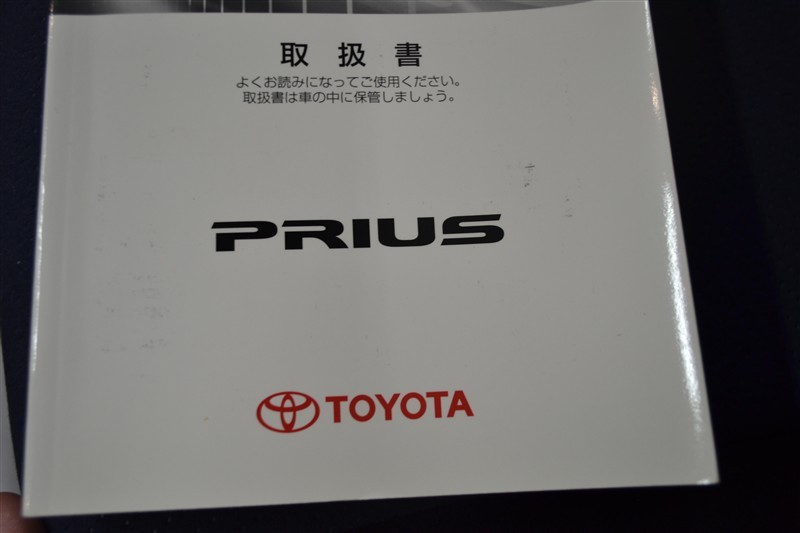 取扱書
よくお読みになってご使用ください。
取扱書は車の中に保管しましょう。
PRIUS
TOYOTA